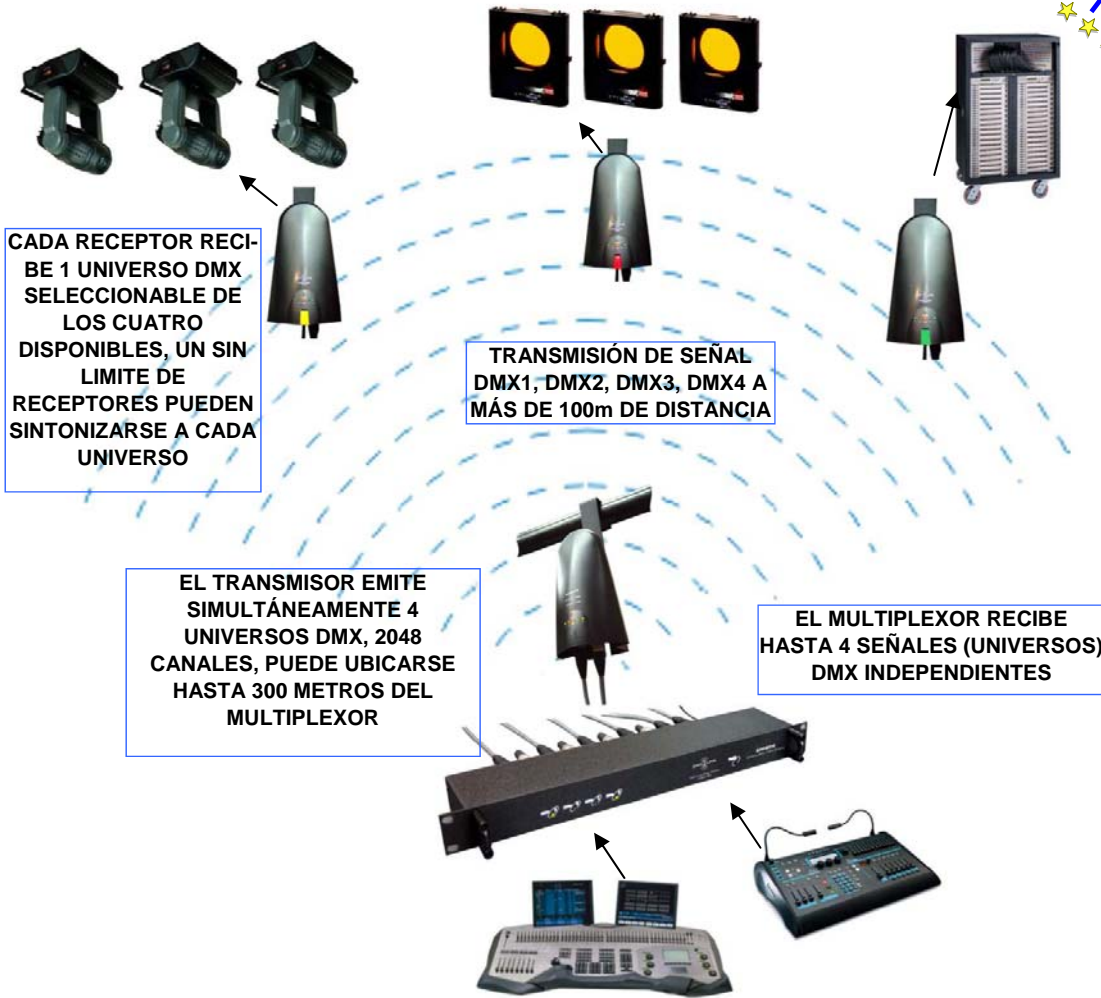 CADA RECEPTOR RECI-
BE 1 UNIVERSO DMX
SELECCIONABLE DE
LOS CUATRO
DISPONIBLES, UN SIN
LIMITE DE
RECEPTORES PUEDEN
SINTONIZARSE A CADA
UNIVERSO
TRANSMISIÓN DE SEÑAL
DMX1, DMX2, DMX3, DMX4 A
MÁS DE 100m DE DISTANCIA
EL TRANSMISOR EMITE
SIMULTÁNEAMENTE 4
UNIVERSOS DMX, 2048
CANALES, PUEDE UBICARSE
HASTA 300 METROS DEL
MULTIPLEXOR
EL MULTIPLEXOR RECIBE
HASTA 4 SEÑALES (UNIVERSOS)
DMX INDEPENDIENTES